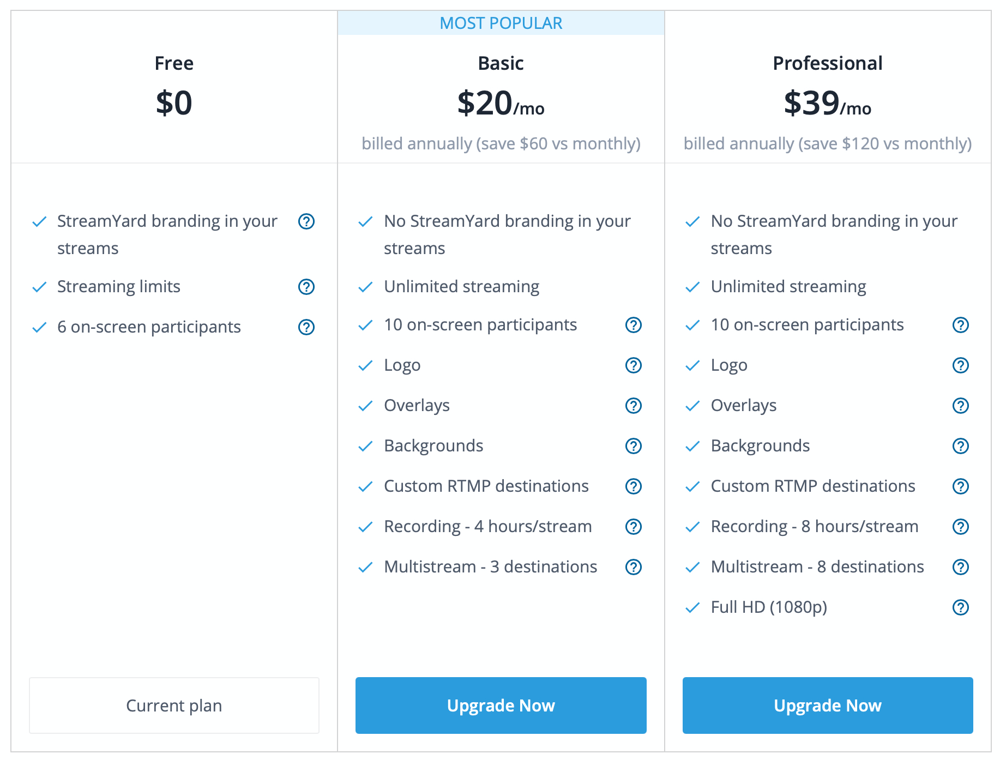 Free
$0
StreamYard branding in your
streams
Streaming limits
6 on-screen participants
Current plan
MOST POPULAR
Basic
$20/mo
billed annually (save $60 vs monthly)
No StreamYard branding in your
streams
Unlimited streaming
10 on-screen participants
Logo
Overlays
Backgrounds
Custom RTMP destinations
Recording - 4 hours/stream
Multistream - 3 destinations
Upgrade Now
Professional
$39/mo
billed annually (save $120 vs monthly)
No StreamYard branding in your
streams
Unlimited streaming
10 on-screen participants
Logo
Overlays
Backgrounds
Custom RTMP destinations
Recording - 8 hours/stream
Multistream - 8 destinations
Full HD (1080p)
Upgrade Now